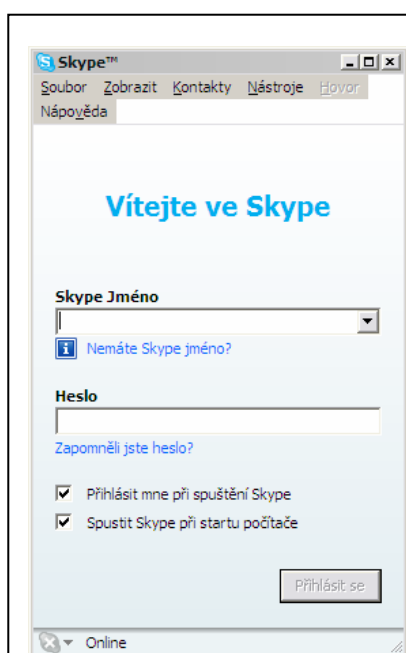 Skype™
Soubor Zobrazit Kontakty Nástroje Hovor
Nápověda
Vítejte ve Skype
Skype Jméno
Nemáte Skype jméno?
Heslo
Zapomněli jste heslo?
Přihlásit mne při spuštění Skype
Spustit Skype při startu počítače
Přihlásit se
Online